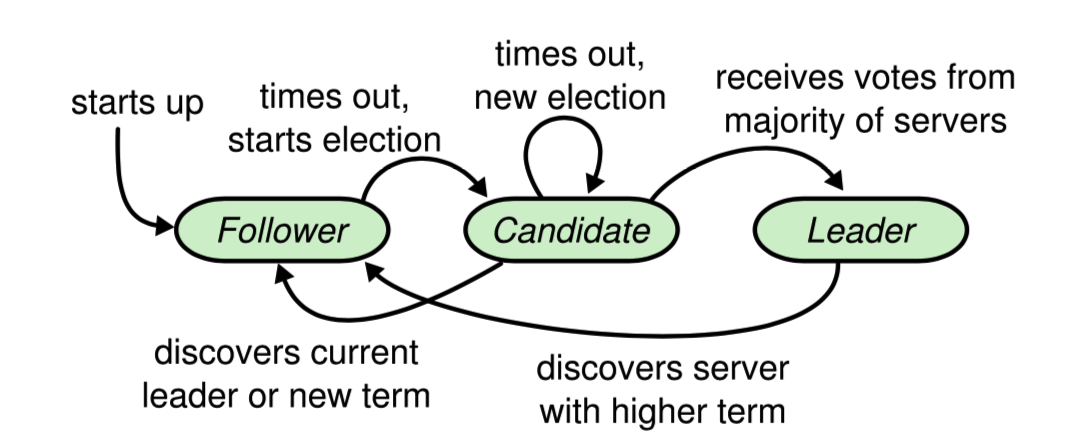 starts up
times out,
starts election
times out,
new election
receives votes from
majority of servers
Follower
Candidate
Leader
discovers current
leader or new term
discovers server
with higher term